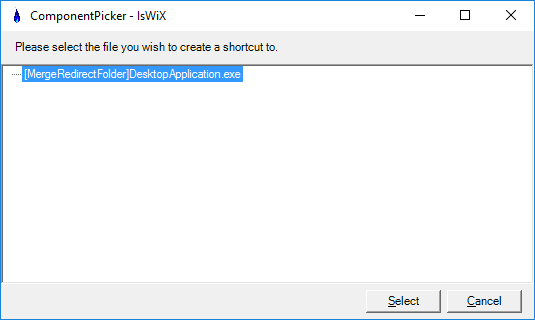 ComponentPicker - IsWiX
Please select the file you wish to create a shortcut to.
[MergeRedirectFolder]DesktopApplication.exe
Select
Cancel